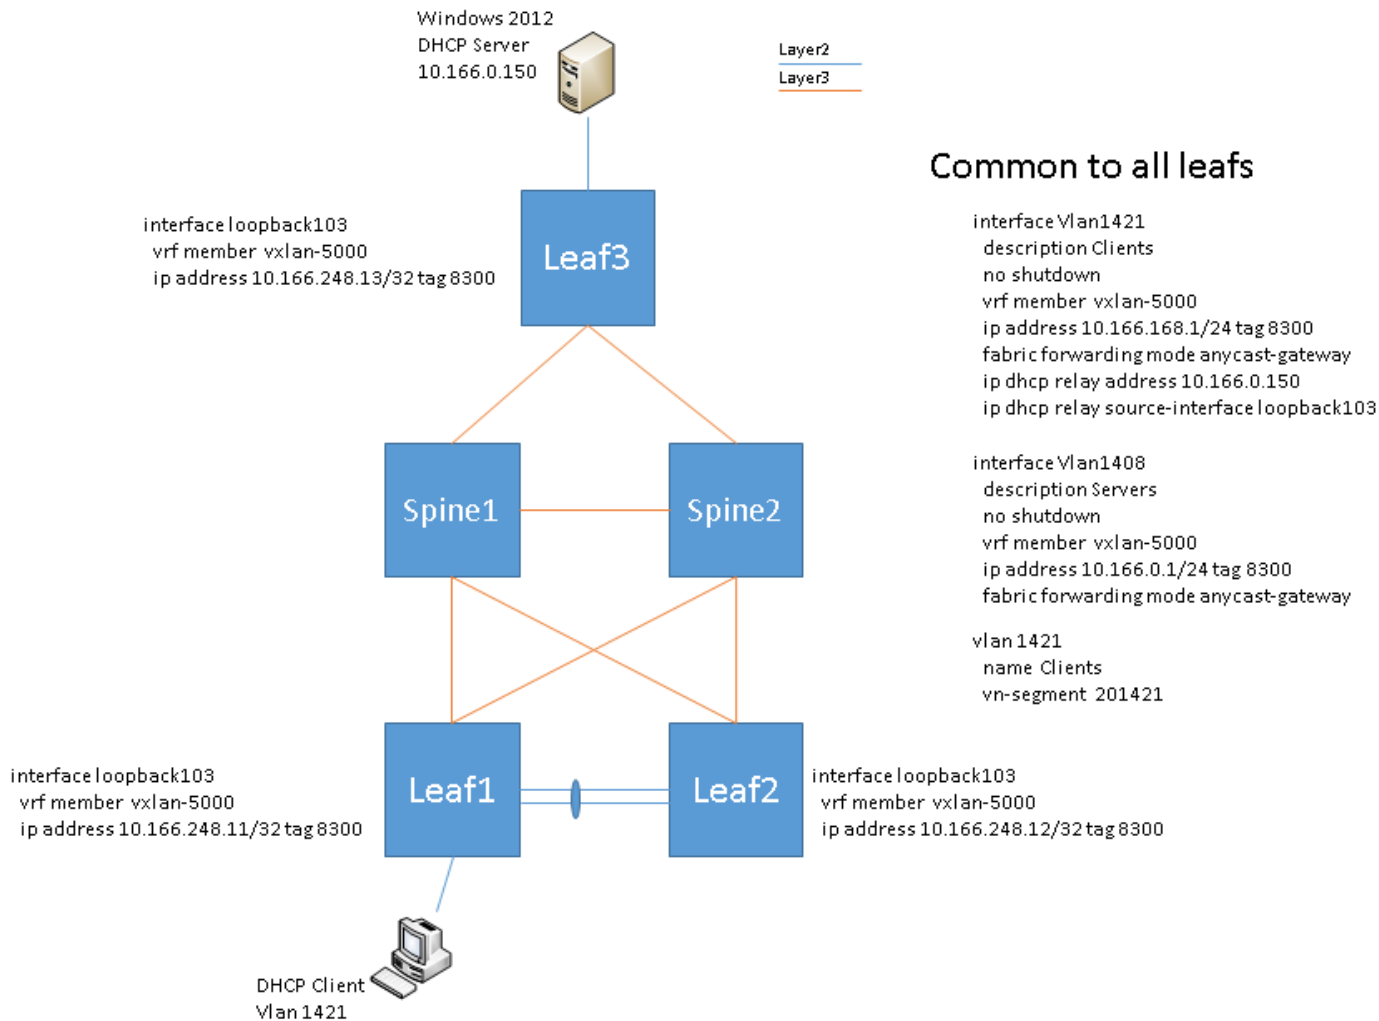 Windows 2012
DHCP Server
10.166.0.150
Layer2
Layer3
Common to all leafs
interface loopback103
vrf member vxlan-5000
ip address 10.166.248.13/32 tag 8300
Leaf3
interface Vlan1421
description Clients
no shutdown
vrf member vxlan-5000
ip address 10.166.168.1/24 tag 8300
fabric forwarding mode anycast-gateway
ip dhcp relay address 10.166.0.150
ip dhcp relay source-interface loopback103
Spine1
Spine2
interface Vlan1408
description Servers
no shutdown
vrf member vxlan-5000
ip address 10.166.0.1/24 tag 8300
fabric forwarding mode anycast-gateway
vlan 1421
name Clients
vn-segment 201421
interface loopback103
vrf member vxlan-5000
ip address 10.166.248.11/32 tag 8300
Leaf1
Leaf2
interface loopback103
vrf member vxlan-5000
ip address 10.166.248.12/32 tag 8300
DHCP Client
Vlan 1421